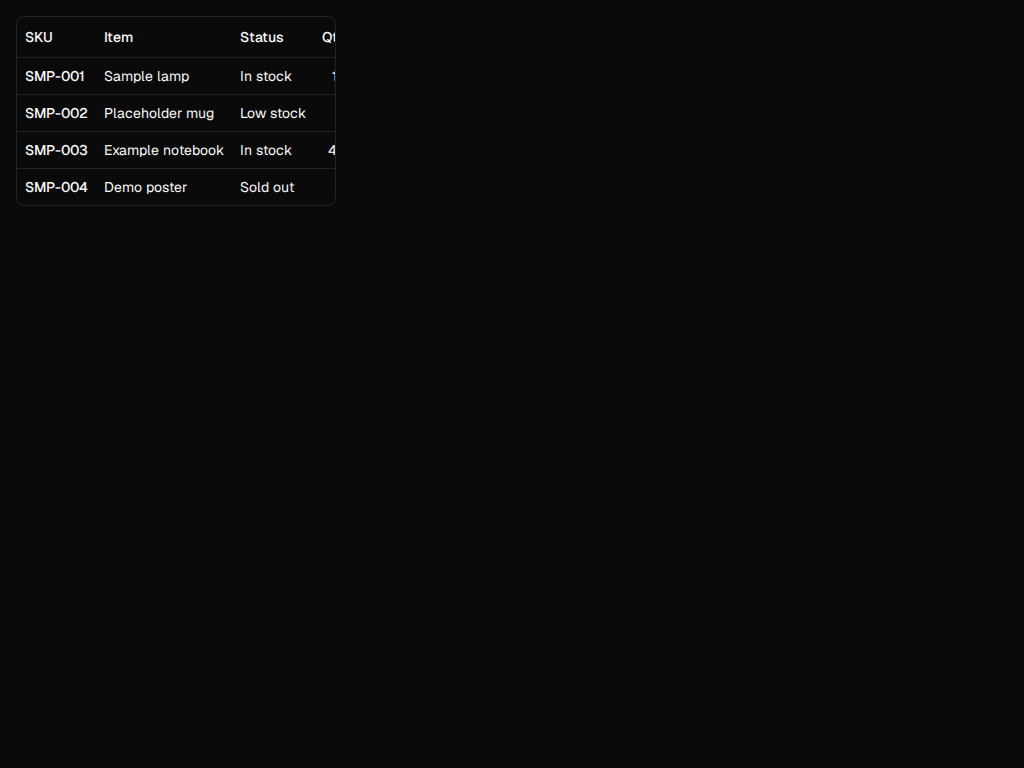 SKU Item Status
SMP-001 Sample lamp In stock
SMP-002 Placeholder mug Low stock
SMP-003 Example notebook In stock
SMP-004 Demo poster Sold out